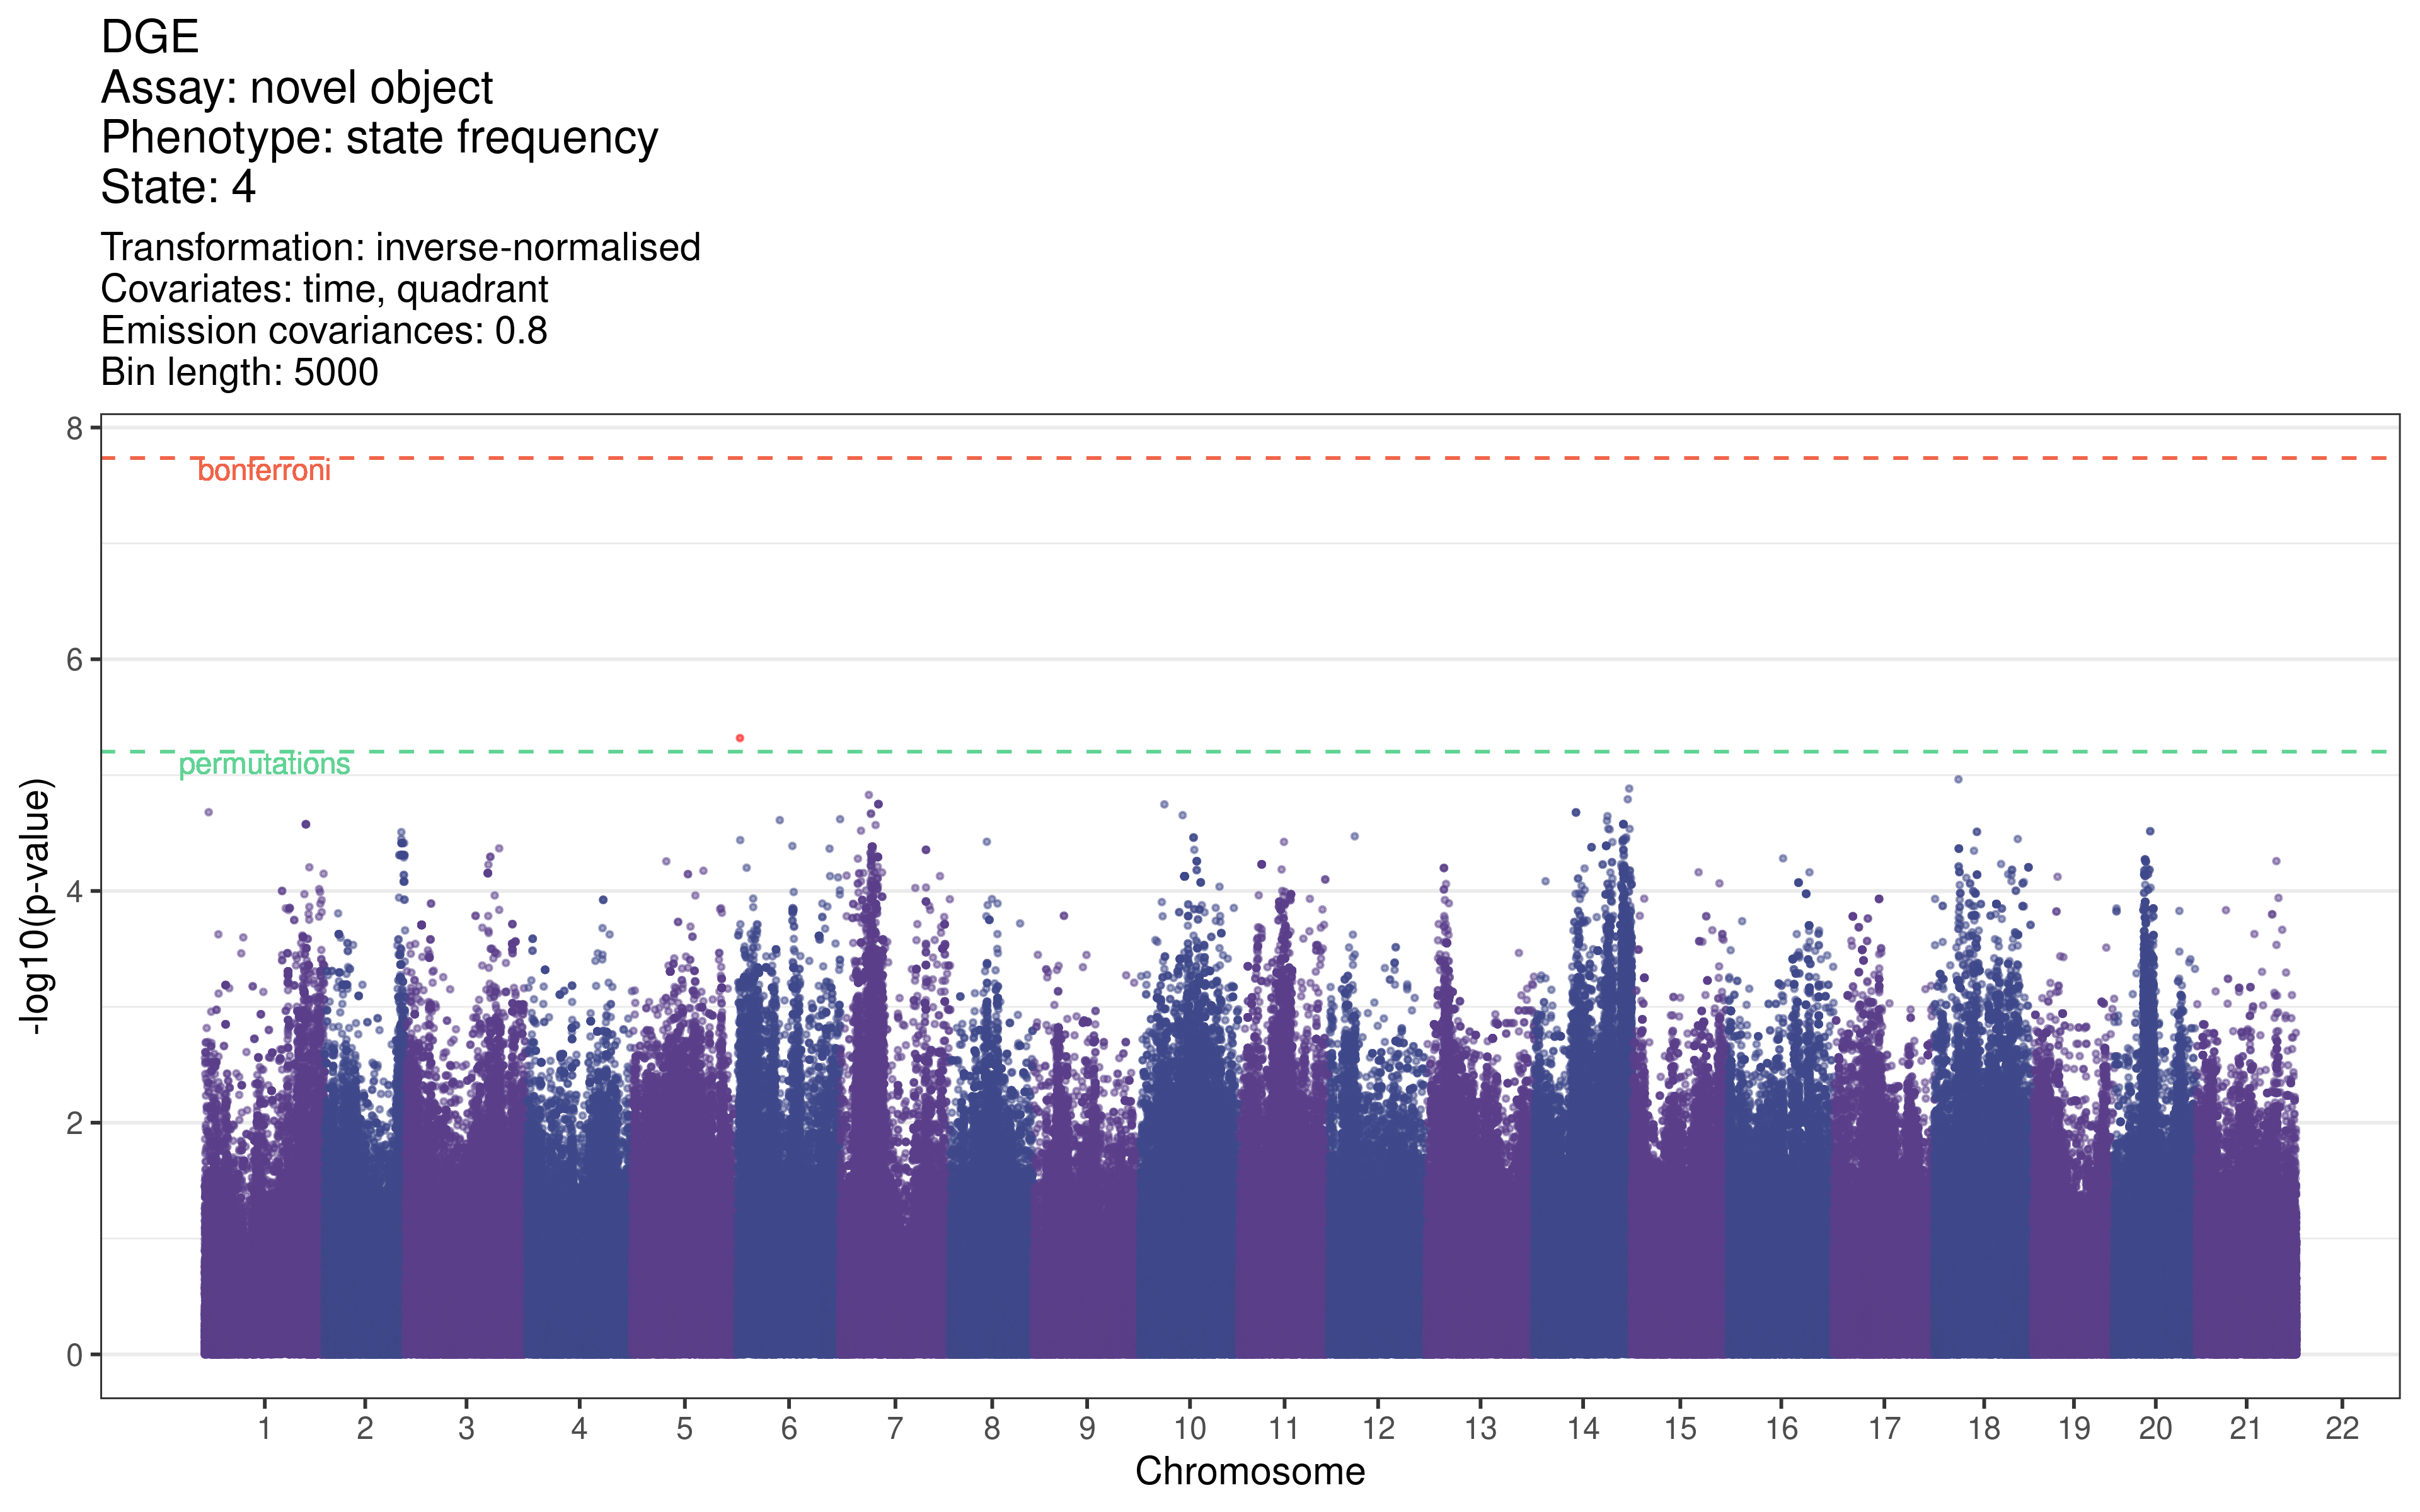 DGE
Assay: novel object
Phenotype: state frequency
State: 4
Transformation: inverse-normalised
Covariates: time, quadrant
Emission covariances: 0.8
Bin length: 5000
8
bonferroni
6
permutations
4
2
0
-log10(p-value)
1 2 3 4 5 6 7 8 9 10 11 12 13 14 15 16 17 18 19 20 21 22
Chromosome